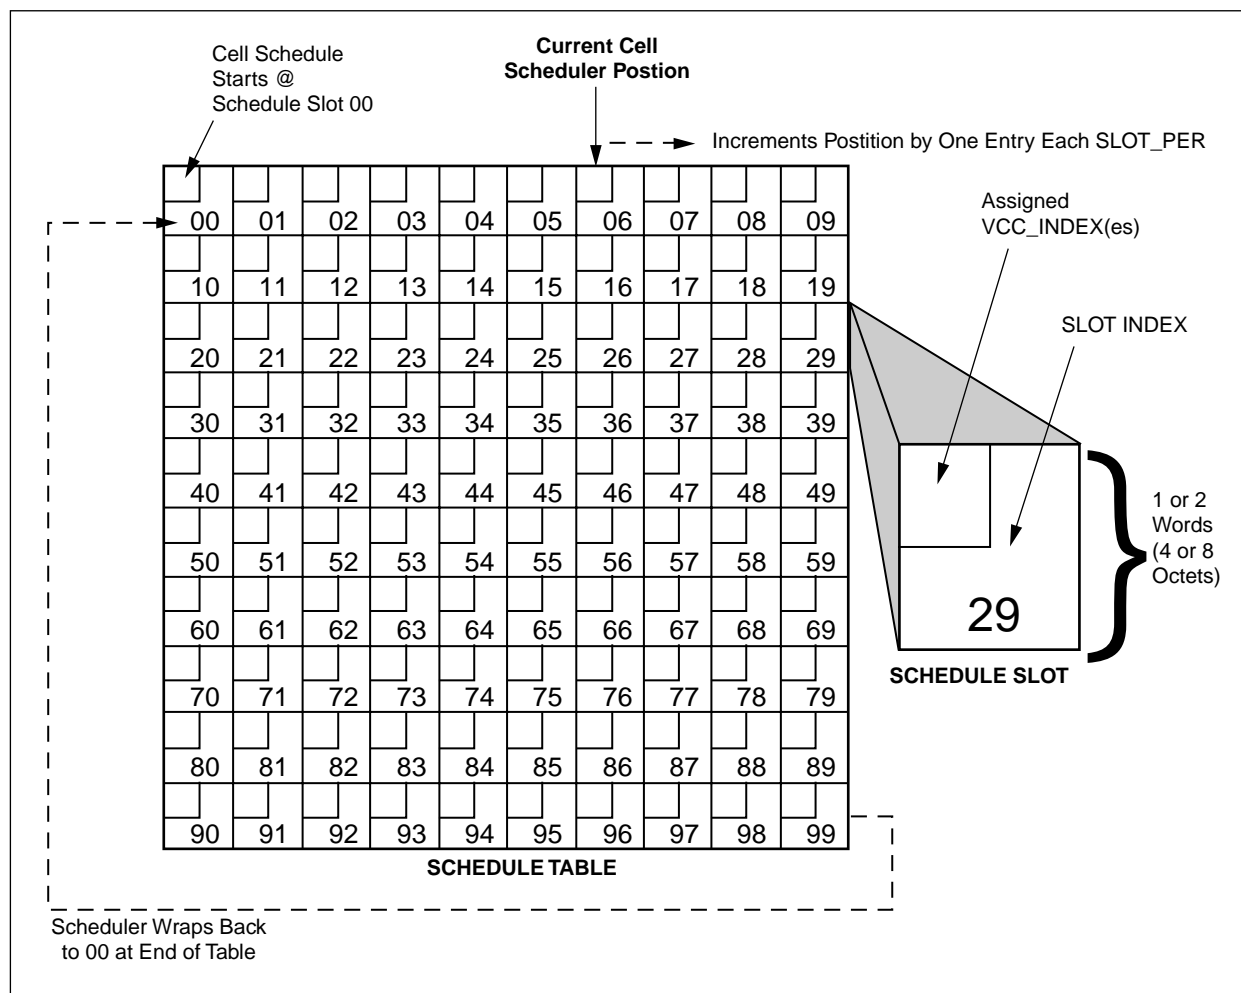 Cell Schedule
Starts @
Schedule Slot 00
Current Cell
Scheduler Postion
Increments Postition by One Entry Each SLOT_PER
00 01 02 03 04 05 06 07 08 09
10 11 12 13 14 15 16 17 18 19
20 21 22 23 24 25 26 27 28 29
30 31 32 33 34 35 36 37 38 39
40 41 42 43 44 45 46 47 48 49
50 51 52 53 54 55 56 57 58 59
60 61 62 63 64 65 66 67 68 69
70 71 72 73 74 75 76 77 78 79
80 81 82 83 84 85 86 87 88 89
90 91 92 93 94 95 96 97 98 99
SCHEDULE TABLE
Assigned
VCC_INDEX(es)
SLOT INDEX
29
1 or 2
Words
(4 or 8
Octets)
SCHEDULE SLOT
Scheduler Wraps Back
to 00 at End of Table